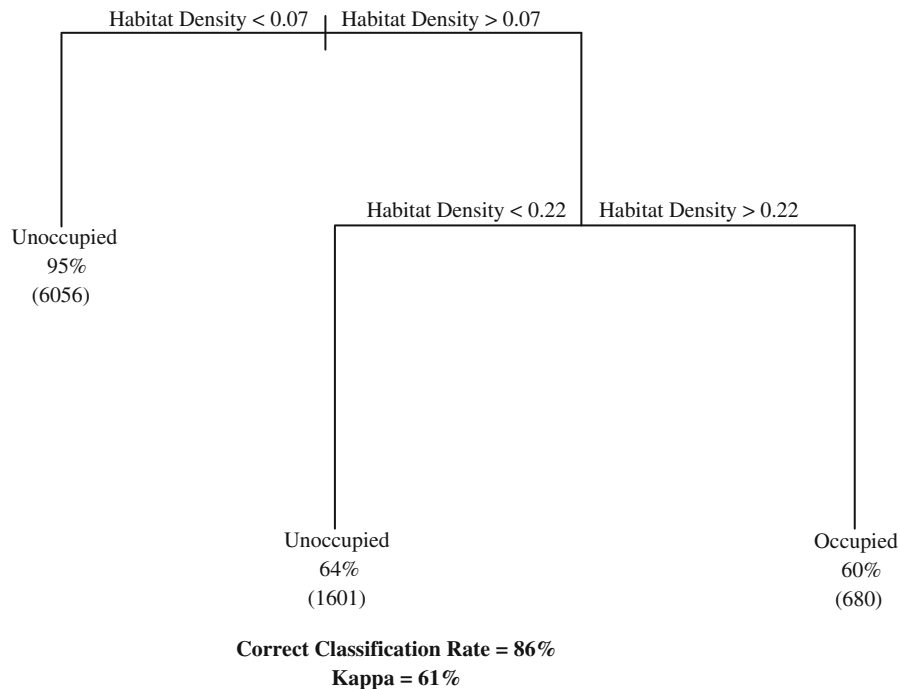 Habitat Density < 0.07 Habitat Density > 0.07
Habitat Density < 0.22 Habitat Density > 0.22
Unoccupied
95%
(6056)
Unoccupied
64%
(1601)
Occupied
60%
(680)
Correct Classification Rate = 86%
Kappa = 61%